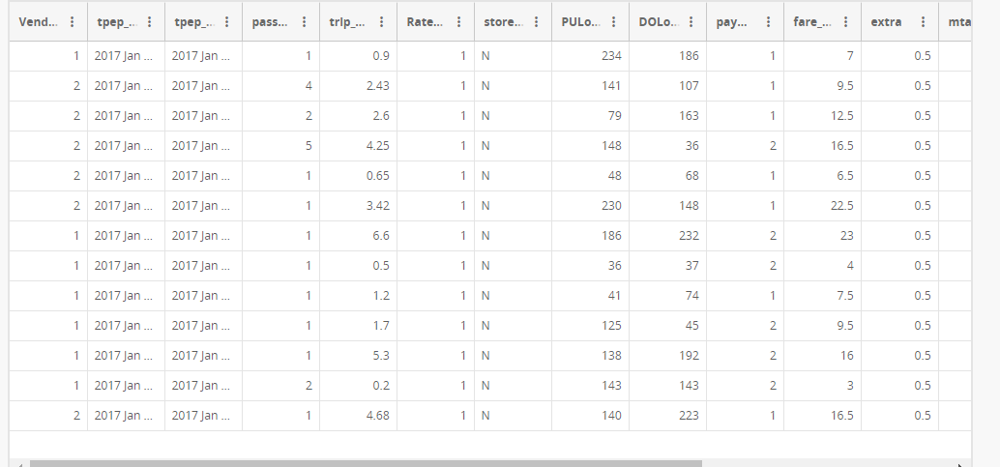 Vend... tpep_... tpep_... pass... trip_... Rate... store... PULo... DOLo... pay... fare_... extra mta
1 2017 Jan ... 2017 Jan ... 1 0.9 1 N 234 186 1 7 0.5
2 2017 Jan ... 2017 Jan ... 4 2.43 1 N 141 107 1 9.5 0.5
2 2017 Jan ... 2017 Jan ... 2 2.6 1 N 79 163 1 12.5 0.5
2 2017 Jan ... 2017 Jan ... 5 4.25 1 N 148 36 2 16.5 0.5
2 2017 Jan ... 2017 Jan ... 1 0.65 1 N 48 68 1 6.5 0.5
2 2017 Jan ... 2017 Jan ... 1 3.42 1 N 230 148 1 22.5 0.5
1 2017 Jan ... 2017 Jan ... 1 6.6 1 N 186 232 2 23 0.5
1 2017 Jan ... 2017 Jan ... 1 0.5 1 N 36 37 2 4 0.5
1 2017 Jan ... 2017 Jan ... 1 1.2 1 N 41 74 1 7.5 0.5
1 2017 Jan ... 2017 Jan ... 1 1.7 1 N 125 45 2 9.5 0.5
1 2017 Jan ... 2017 Jan ... 1 5.3 1 N 138 192 2 16 0.5
1 2017 Jan ... 2017 Jan ... 2 0.2 1 N 143 143 2 3 0.5
2 2017 Jan ... 2017 Jan ... 1 4.68 1 N 140 223 1 16.5 0.5